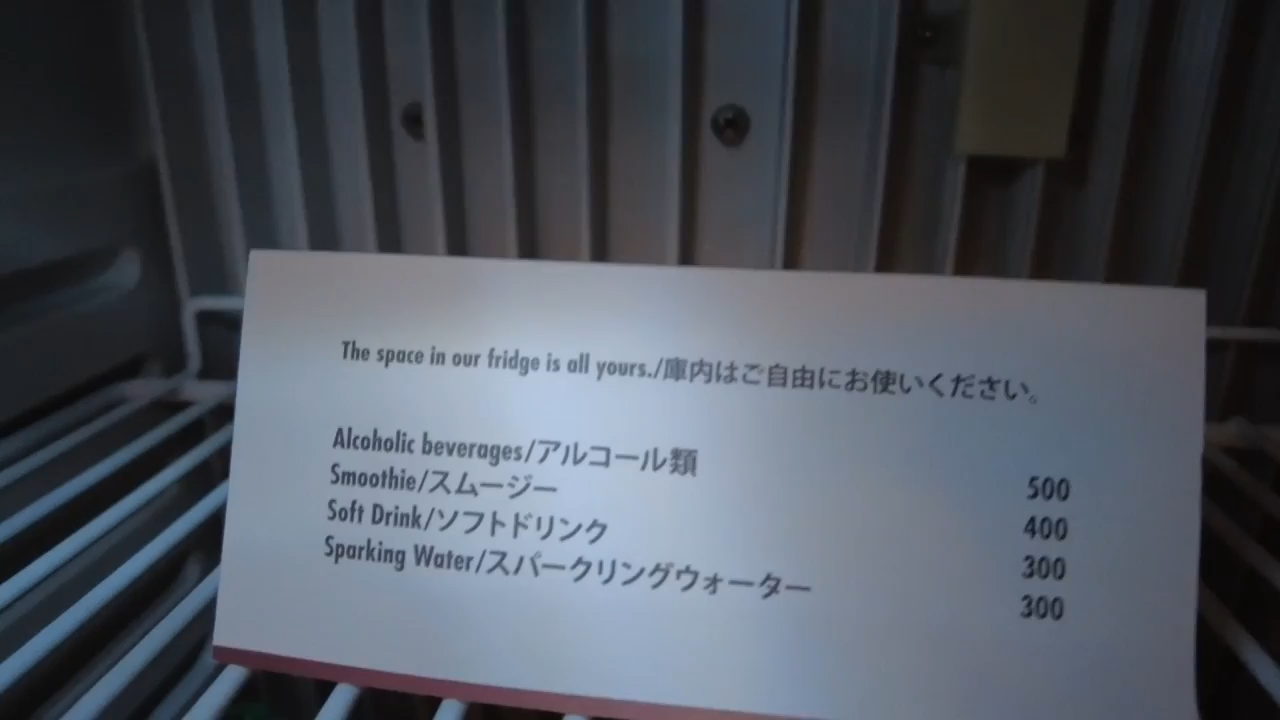 The space in our fridge is all yours./庫内はご自由にお使いください。
Alcoholic beverages/アルコール類 500
Smoothie/スムージー 400
Soft Drink/ソフトドリンク 300
Sparking Water/スパークリングウォーター 300